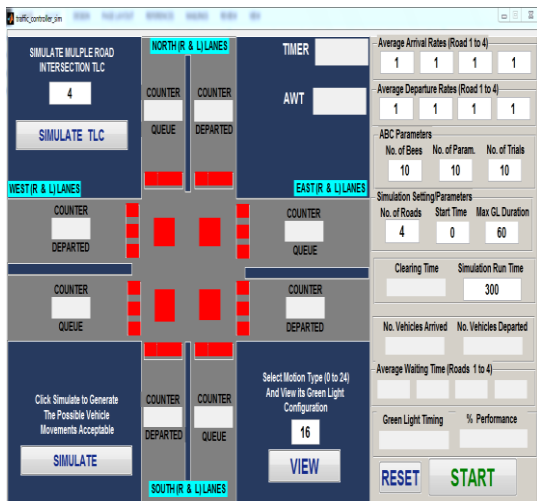 traffic_controller_sim
SIMULATE MULPLE ROAD
INTERSECTION TLC
4
SIMULATE TLC
NORTH (R & L) LANES
TIMER
AWT
COUNTER
QUEUE
COUNTER
DEPARTED
WEST (R & L) LANES
EAST (R & L) LANES
COUNTER
DEPARTED
COUNTER
QUEUE
COUNTER
QUEUE
COUNTER
DEPARTED
Click Simulate to Generate
The Possible Vehicle
Movements Acceptable
SIMULATE
COUNTER
DEPARTED
COUNTER
QUEUE
SOUTH (R & L) LANES
Select Motion Type (0 to 24)
And View its Green Light
Configuration
16
VIEW
Average Arrival Rates (Road 1 to 4)
1 1 1 1
Average Departure Rates (Road 1 to 4)
1 1 1 1
ABC Parameters
No. of Bees No. of Param. No. of Trials
10 10 10
Simulation Setting/Parameters
No. of Roads Start Time Max GL Duration
4 0 60
Clearing Time Simulation Run Time
300
No. Vehicles Arrived No. Vehicles Departed
Average Waiting Time (Roads 1 to 4)
Green Light Timing % Performance
RESET START